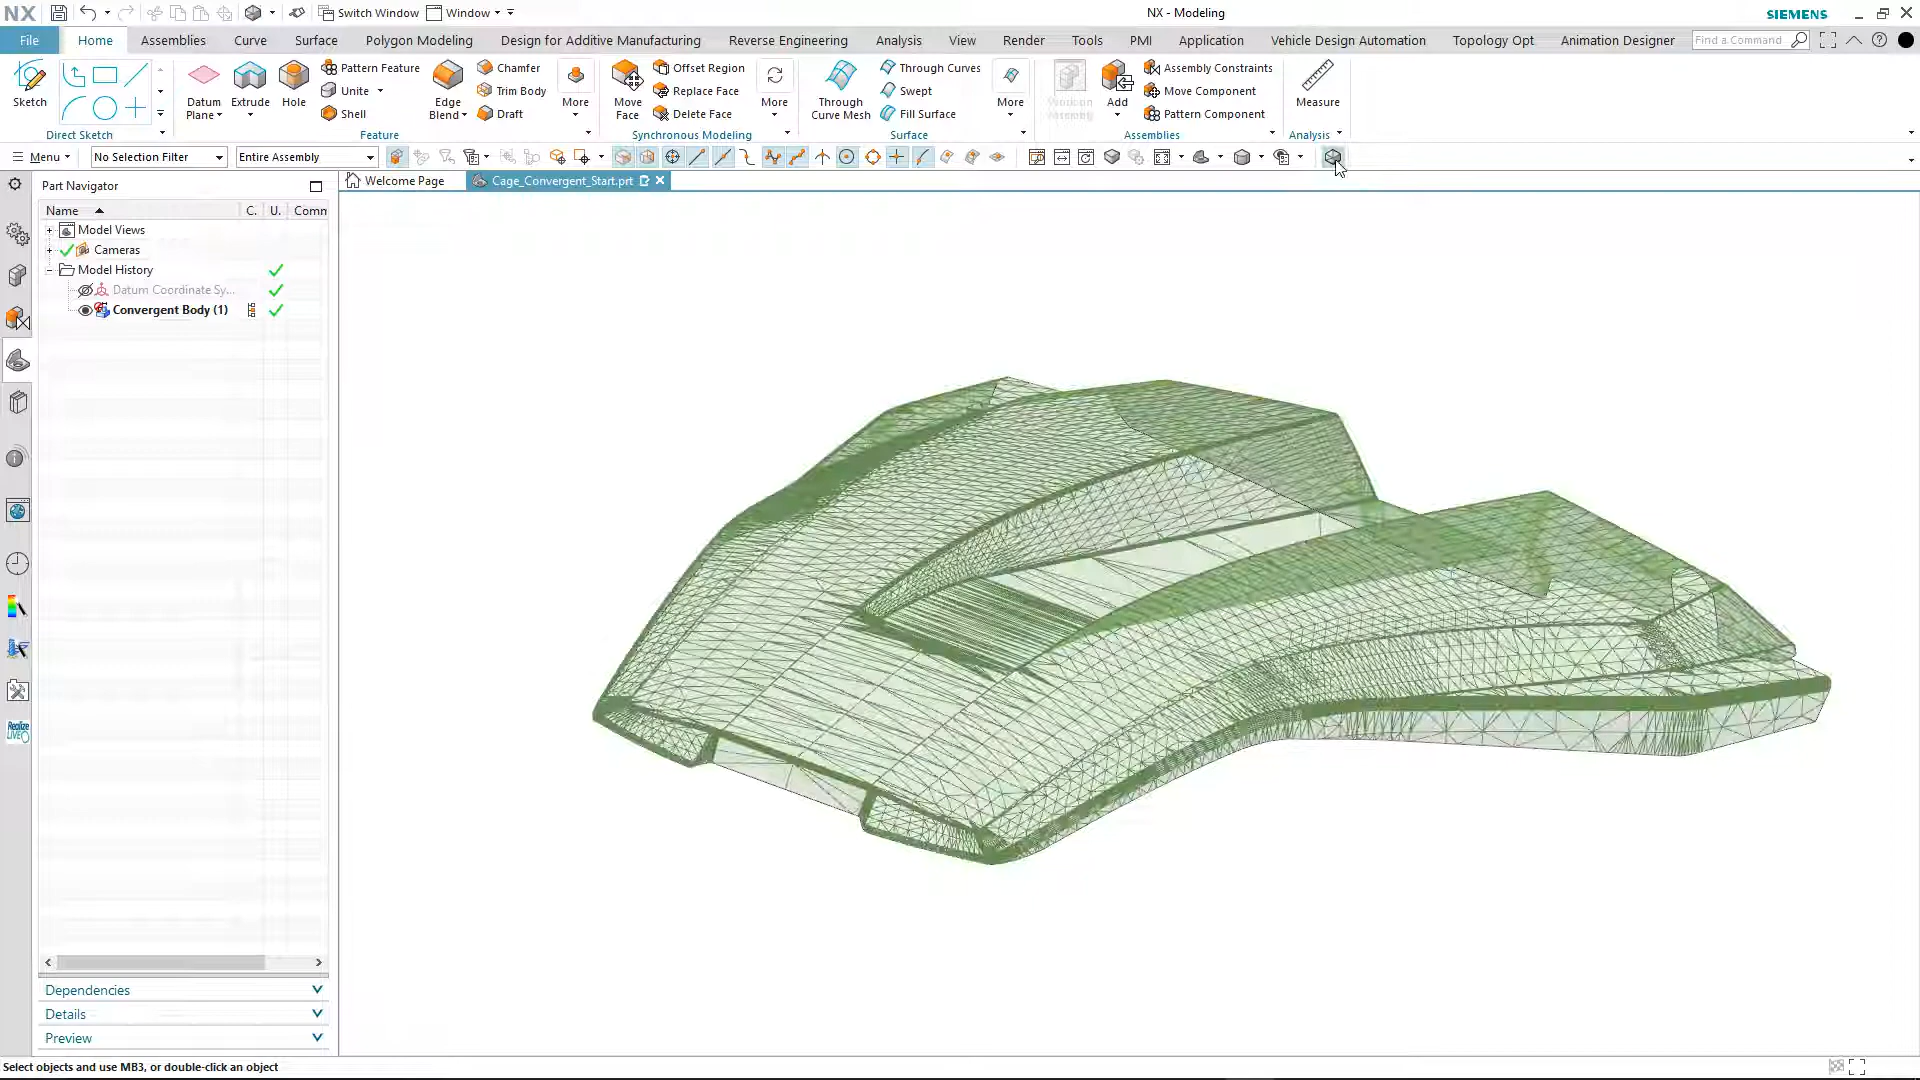 NX
Switch Window
Window
NX - Modeling
SIEMENS
File
Home
Assemblies
Curve
Surface
Polygon Modeling
Design for Additive Manufacturing
Reverse Engineering
Analysis
View
Render
Tools
PMI
Application
Vehicle Design Automation
Topology Opt
Animation Designer
Find a Command
Sketch
Direct Sketch
Datum
Plane
Extrude
Hole
Pattern Feature
Unite
Shell
Edge
Blend
Chamfer
Trim Body
Draft
More
Feature
Move
Face
Offset Region
Replace Face
Delete Face
More
Synchronous Modeling
Through
Curve Mesh
Through Curves
Swept
Fill Surface
More
Surface
Add
Assembly Constraints
Move Component
Pattern Component
Assemblies
Measure
Analysis
Menu
No Selection Filter
Entire Assembly
Part Navigator
Welcome Page
Cage_Convergent_Start.prt
Name
C.
U.
Comm
Model Views
Cameras
Model History
Datum Coordinate Sy...
Convergent Body (1)
Realize
LIVE
Dependencies
Details
Preview
Select objects and use MB3, or double-click an object